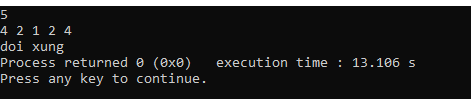 5
4 2 1 2 4
doi xung
Process returned 0 (0x0)   execution time : 13.106 s
Press any key to continue.